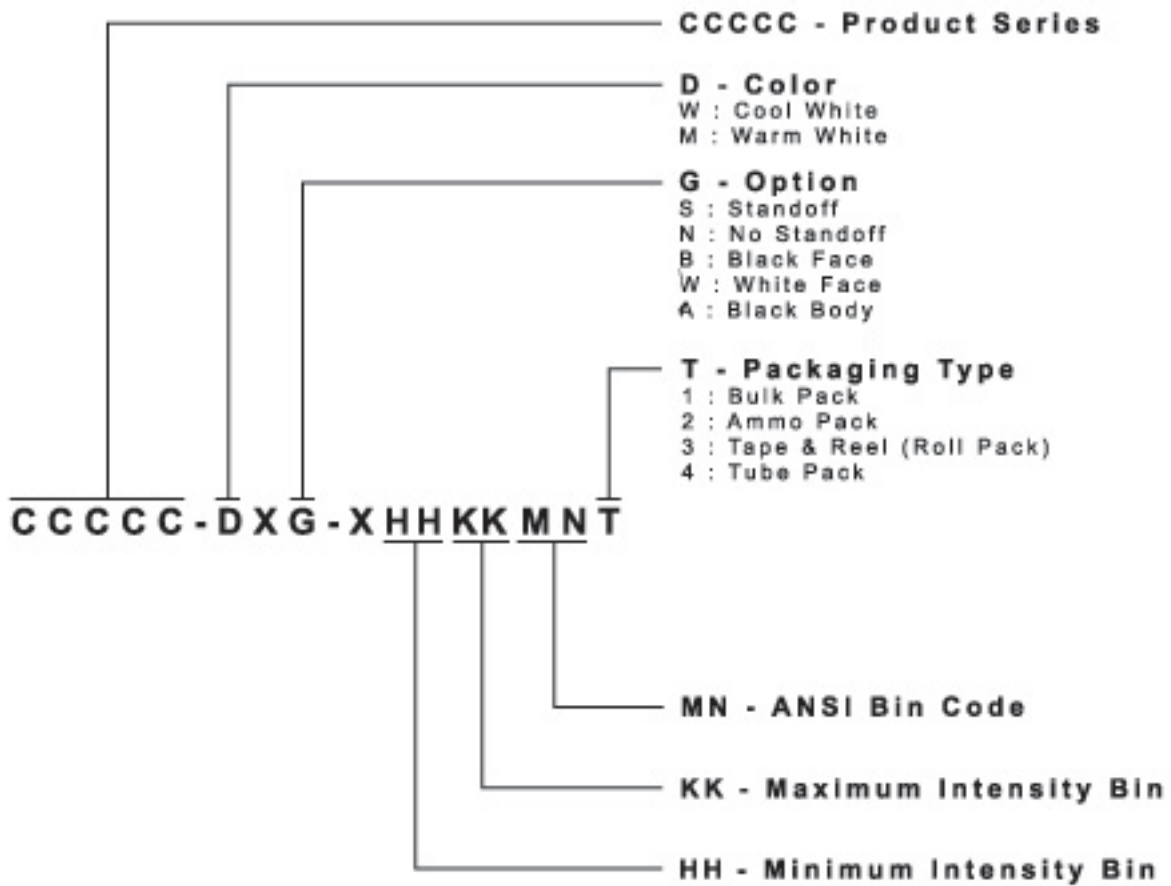 CCCCC - Product Series
D - Color
W : Cool White
M : Warm White
G - Option
S : Standoff
N : No Standoff
B : Black Face
W : White Face
A : Black Body
T - Packaging Type
1 : Bulk Pack
2 : Ammo Pack
3 : Tape & Reel (Roll Pack)
4 : Tube Pack
CCCCC-DXG-XHHKKMNT
MN - ANSI Bin Code
KK - Maximum Intensity Bin
HH - Minimum Intensity Bin